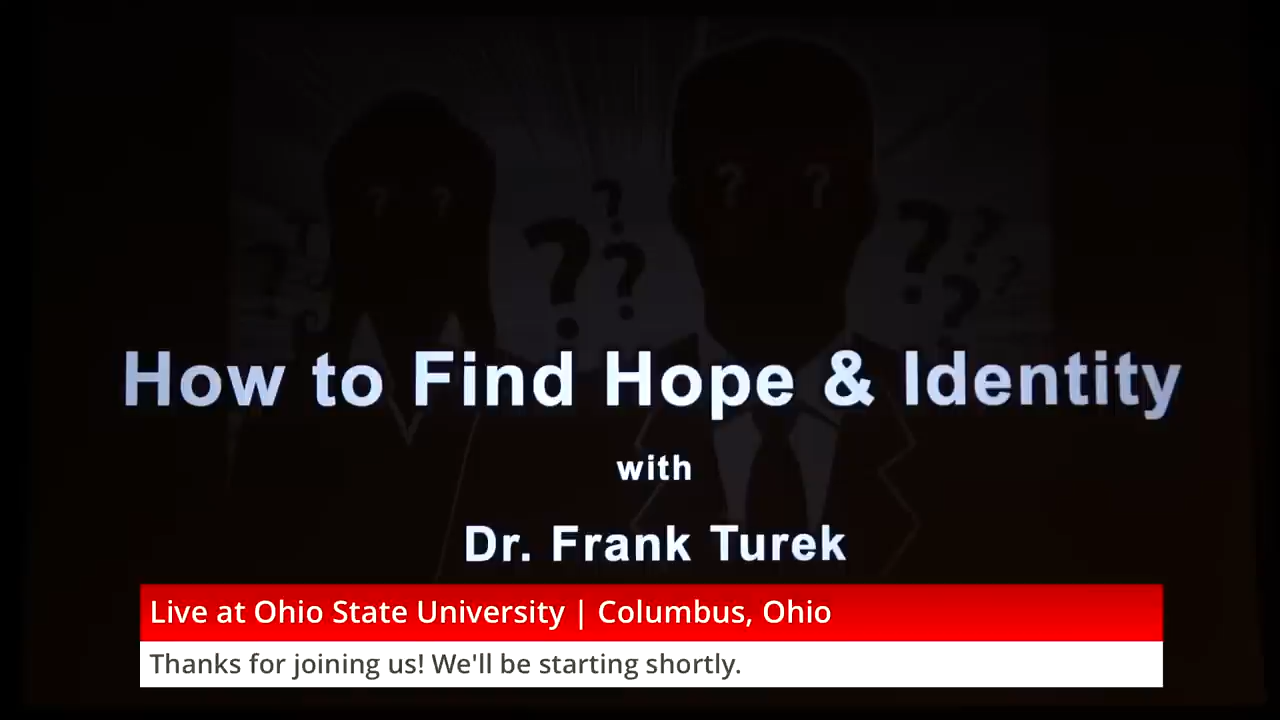 How to Find Hope & Identity
with
Dr. Frank Turek
Live at Ohio State University | Columbus, Ohio
Thanks for joining us! We'll be starting shortly.